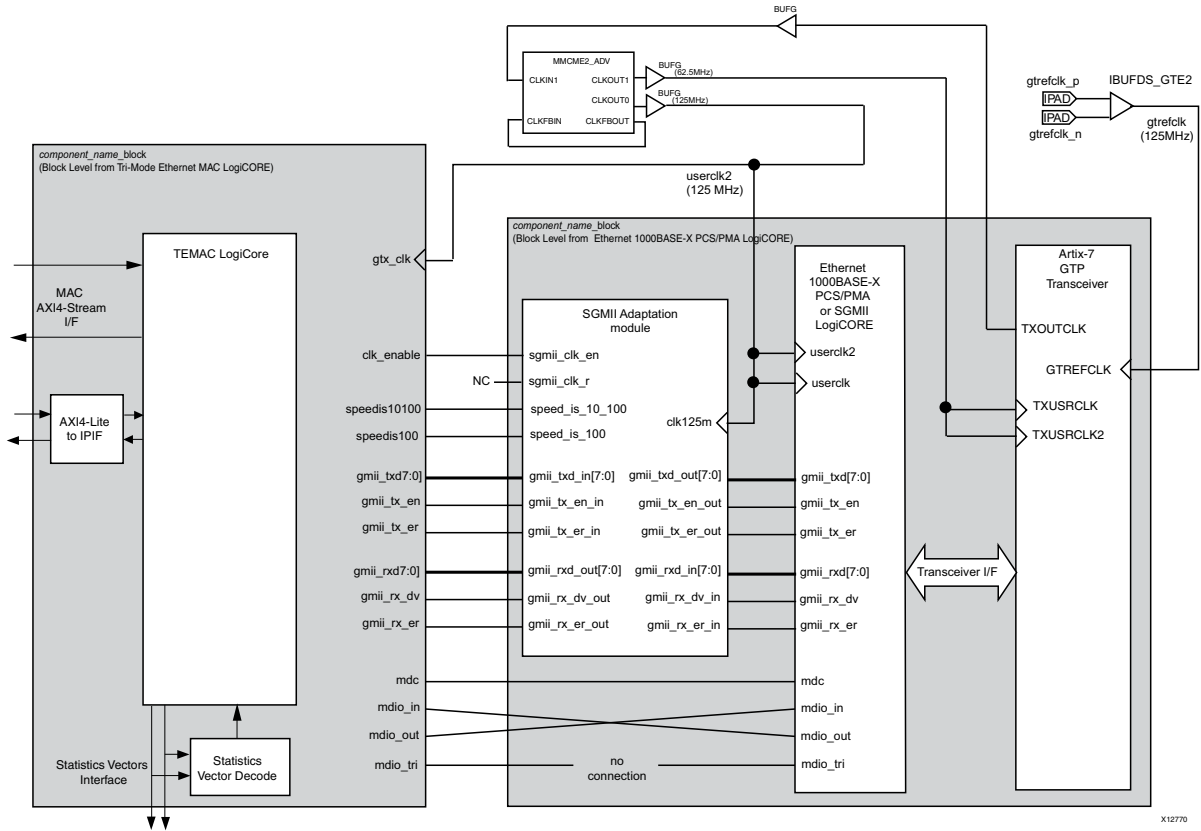 BUFG
MMCME2_ADV
CLKIN1
CLKOUT1
CLKOUT0
CLKFBIN
CLKFBOUT
BUFG
(62.5MHz)
BUFG
(125MHz)
gtrefclk_p
IPAD
IPAD
gtrefclk_n
IBUFDS_GTE2
gtrefclk
(125MHz)
userclk2
(125 MHz)
component_name_block
(Block Level from Tri-Mode Ethernet MAC LogiCORE)
TEMAC LogiCore
MAC
AXI4-Stream
I/F
AXI4-Lite
to IPIF
Statistics Vectors
Interface
Statistics
Vector Decode
gtx_clk
clk_enable
NC
speedis10100
speedis100
gmii_txd7:0]
gmii_tx_en
gmii_tx_er
gmii_rxd7:0]
gmii_rx_dv
gmii_rx_er
mdc
mdio_in
mdio_out
mdio_tri
no
connection
component_name_block
(Block Level from Ethernet 1000BASE-X PCS/PMA LogiCORE)
SGMII Adaptation
module
sgmii_clk_en
sgmii_clk_r
speed_is_10_100
speed_is_100
clk125m
gmii_txd_in[7:0]
gmii_txd_out[7:0]
gmii_tx_en_in
gmii_tx_en_out
gmii_tx_er_in
gmii_tx_er_out
gmii_rxd_out[7:0]
gmii_rxd_in[7:0]
gmii_rx_dv_out
gmii_rx_dv_in
gmii_rx_er_out
gmii_rx_er_in
Ethernet
1000BASE-X
PCS/PMA
or SGMII
LogiCORE
userclk2
userclk
gmii_txd[7:0]
gmii_tx_en
gmii_tx_er
gmii_rxd[7:0]
gmii_rx_dv
gmii_rx_er
mdc
mdio_in
mdio_out
mdio_tri
Transceiver I/F
Artix-7
GTP
Transceiver
TXOUTCLK
GTREFCLK
TXUSRCLK
TXUSRCLK2
X12770